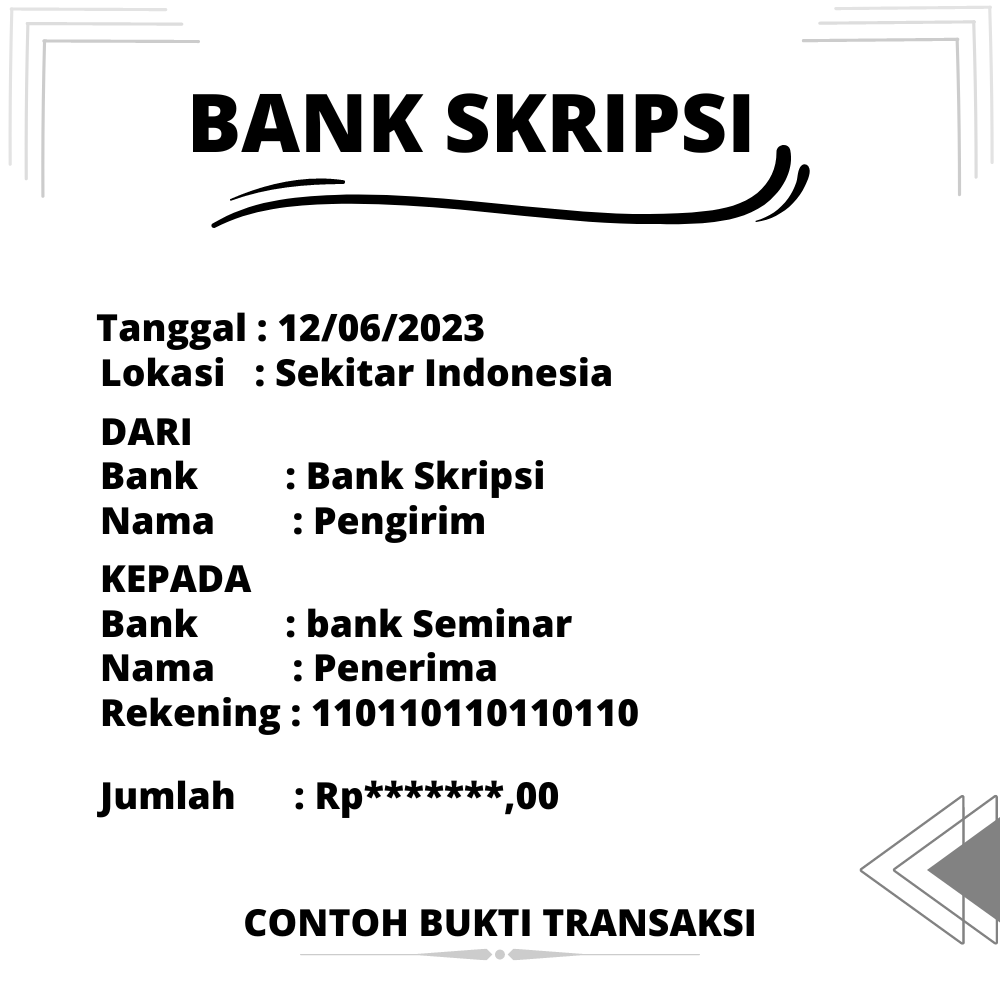 BANK SKRIPSI
Tanggal : 12/06/2023
Lokasi : Sekitar Indonesia
DARI
Bank : Bank Skripsi
Nama : Pengirim
KEPADA
Bank : bank Seminar
Nama : Penerima
Rekening : 110110110110110
Jumlah : Rp*******,00
CONTOH BUKTI TRANSAKSI